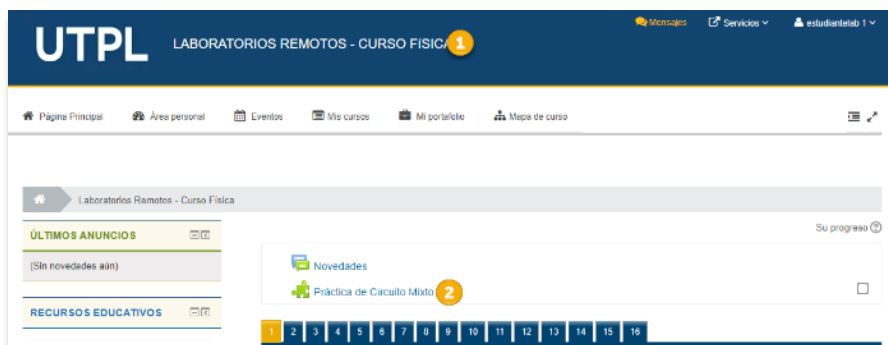 Mensajes Servicios estudiantelab 1
UTPL LABORATORIOS REMOTOS - CURSO FÍSICA 1
Página Principal Área personal Eventos Mis cursos Mi portafolio Mapa de curso
Laboratorios Remotos - Curso Física
Su progreso
ÚLTIMOS ANUNCIOS
(Sin novedades aún)
Novedades
Práctica de Circuito Mixto 2
RECURSOS EDUCATIVOS
1 2 3 4 5 6 7 8 9 10 11 12 13 14 15 16